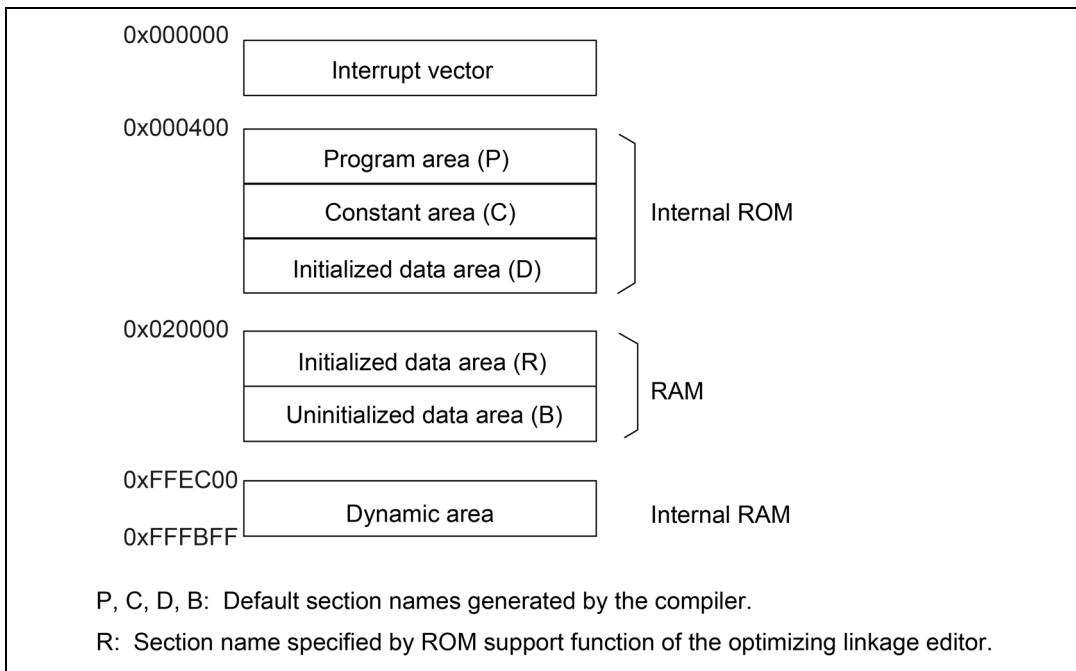 0x000000
Interrupt vector
0x000400
Program area (P)
Constant area (C)
Internal ROM
Initialized data area (D)
0x020000
Initialized data area (R)
RAM
Uninitialized data area (B)
0xFFEC00
Dynamic area
Internal RAM
0xFFFBFF
P, C, D, B: Default section names generated by the compiler.
R: Section name specified by ROM support function of the optimizing linkage editor.